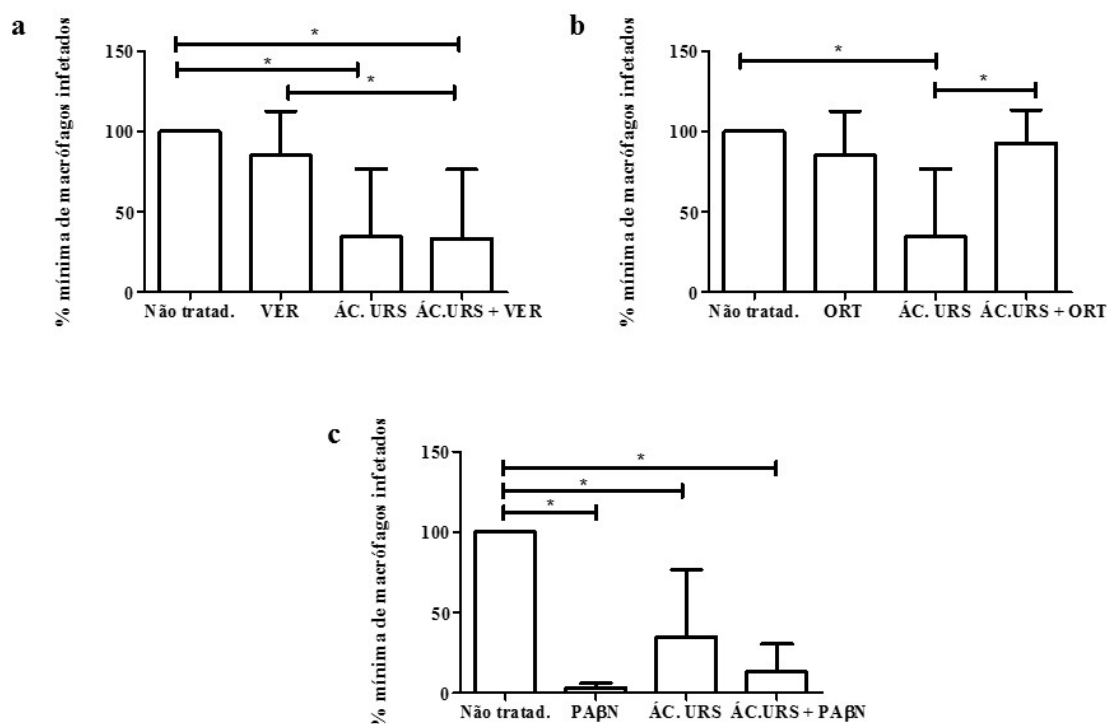 a
% mínima de macrófagos infetados
150
100
50
0
*
*
*
Não tratad. VER ÁC. URS ÁC.URS + VER
b
% mínima de macrófagos infetados
150
100
50
0
*
*
Não tratad. ORT ÁC. URS ÁC.URS + ORT
c
% mínima de macrófagos infetados
150
100
50
0
*
*
*
Não tratad. PAβN ÁC. URS ÁC.URS + PAβN